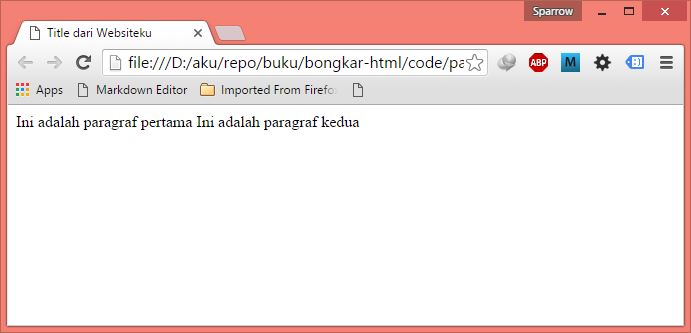 Sparrow
Title dari Websiteku
file:///D:/aku/repo/buku/bongkar-html/code/pa
ABP M
Apps Markdown Editor Imported From Firefo
Ini adalah paragraf pertama Ini adalah paragraf kedua